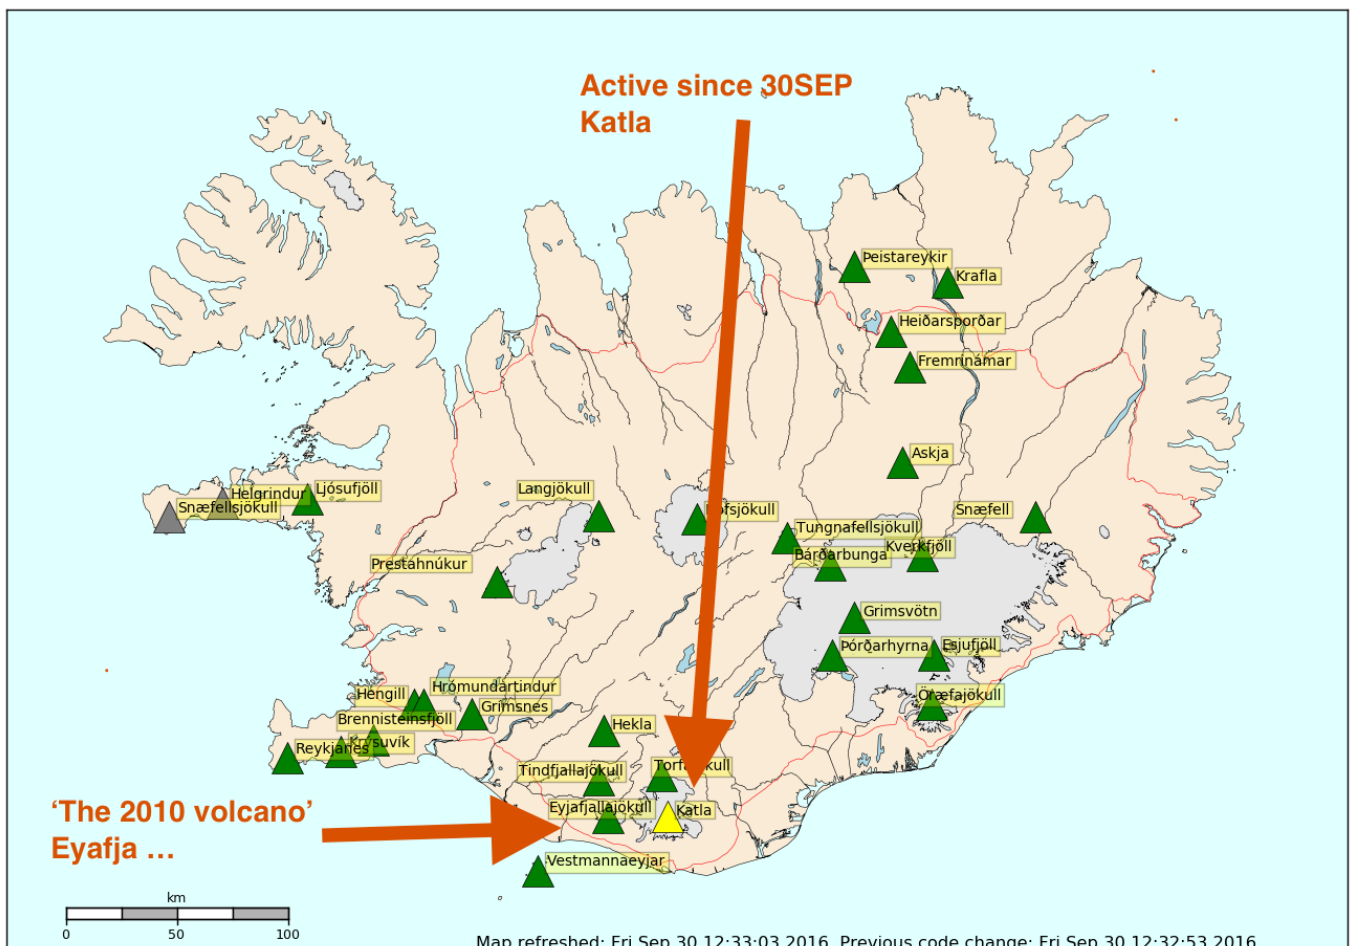 Active since 30SEP
Katla
Þeistareykir
Krafla
Heiðarsporðar
Fremrinámar
Askja
Ljósufjöll
Helgrindur
Snæfellsjökull
Langjökull
Hofsjökull
Snæfell
Tungnafellsjökull
Kverkfjöll
Bárðarbunga
Prestahnúkur
Grímsvötn
Þórðarhyrna
Esjufjöll
Hrómundartindur
Hengill
Öræfajökull
Grímsnes
Brennisteinsfjöll
Hekla
Krýsuvík
Reykjanes
Torfajökull
Tindfjallajökull
Eyjafjallajökull
Katla
'The 2010 volcano'
Eyafja ...
Vestmannaeyjar
km
0 50 100
Map refreshed: Fri Sep 30 12:33:03 2016, Previous code change: Fri Sep 30 12:32:53 2016